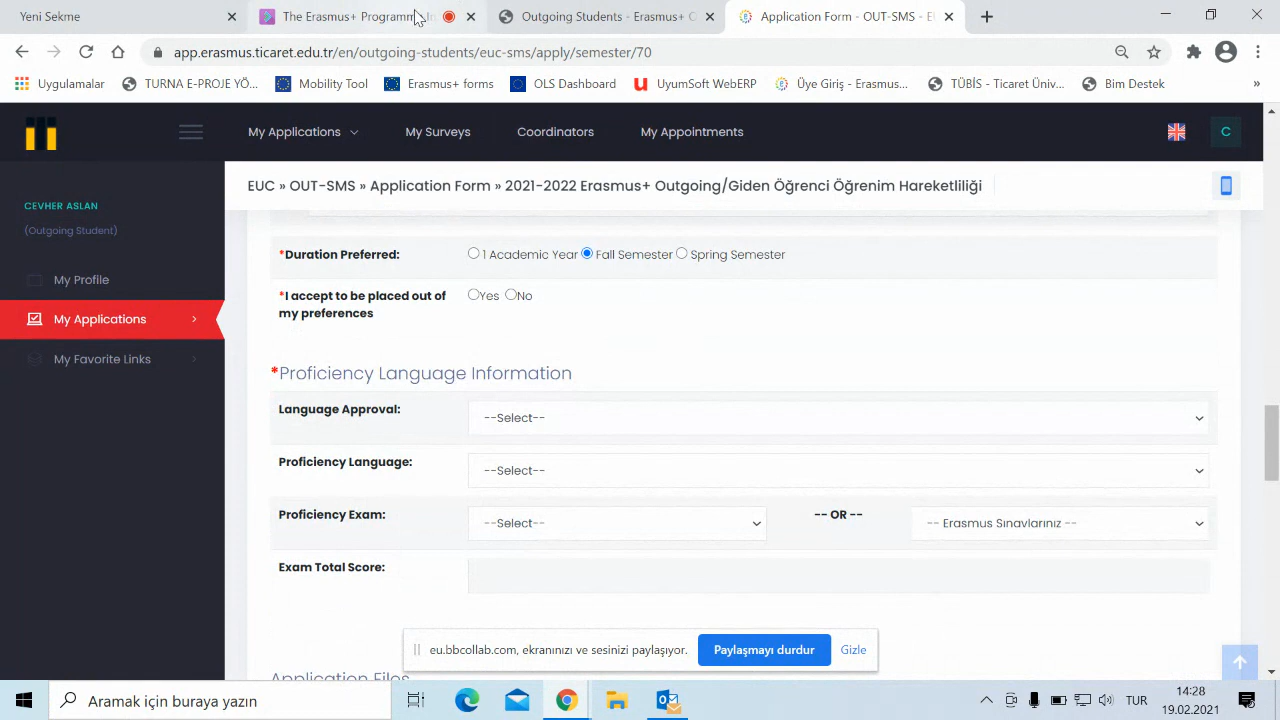 Yeni Sekme
The Erasmus+ Programm
Outgoing Students - Erasmus+ C
Application Form - OUT-SMS - E
app.erasmus.ticaret.edu.tr/en/outgoing-students/euc-sms/apply/semester/70
Uygulamalar
TURNA E-PROJE YÖ...
Mobility Tool
Erasmus+ forms
OLS Dashboard
UyumSoft WebERP
Üye Giriş - Erasmus...
TÜBİS - Ticaret Üniv...
Bim Destek
»
My Applications
My Surveys
Coordinators
My Appointments
C
EUC » OUT-SMS » Application Form » 2021-2022 Erasmus+ Outgoing/Giden Öğrenci Öğrenim Hareketliliği
CEVHER ASLAN
(Outgoing Student)
My Profile
My Applications
My Favorite Links
*Duration Preferred:
1 Academic Year Fall Semester Spring Semester
*I accept to be placed out of
my preferences
Yes No
*Proficiency Language Information
Language Approval:
--Select--
Proficiency Language:
--Select--
Proficiency Exam:
--Select--
-- OR --
-- Erasmus Sınavlarınız --
Exam Total Score:
Application Files
eu.bbcollab.com, ekranınızı ve sesinizi paylaşıyor.
Paylaşmayı durdur
Gizle
Aramak için buraya yazın
TUR
14:28
19.02.2021